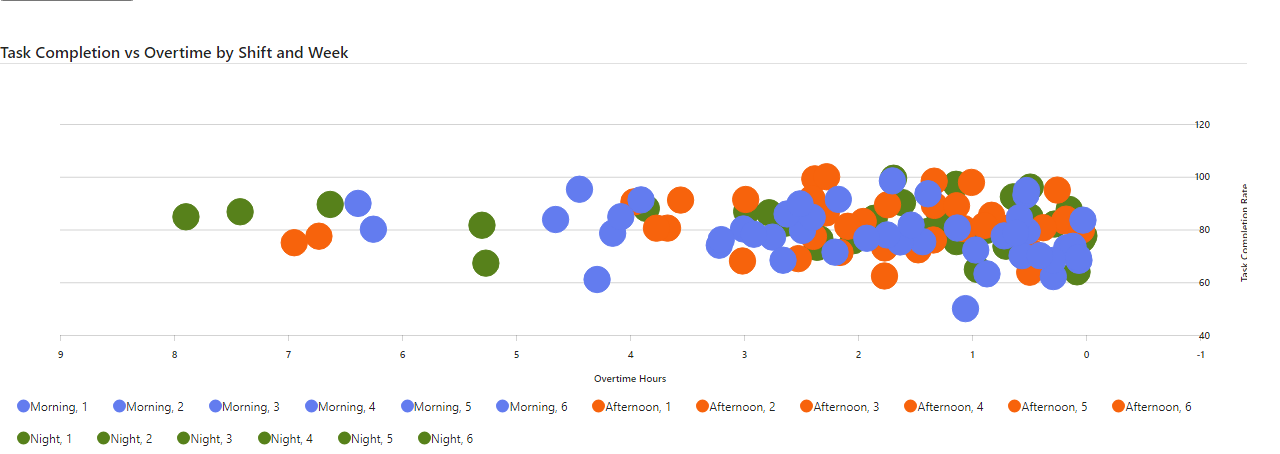 Task Completion vs Overtime by Shift and Week
120
100
80
60
40
Task Completion Rate
9 8 7 6 5 4 3 2 1 0 -1
Overtime Hours
Morning, 1 Morning, 2 Morning, 3 Morning, 4 Morning, 5 Morning, 6 Afternoon, 1 Afternoon, 2 Afternoon, 3 Afternoon, 4 Afternoon, 5 Afternoon, 6
Night, 1 Night, 2 Night, 3 Night, 4 Night, 5 Night, 6